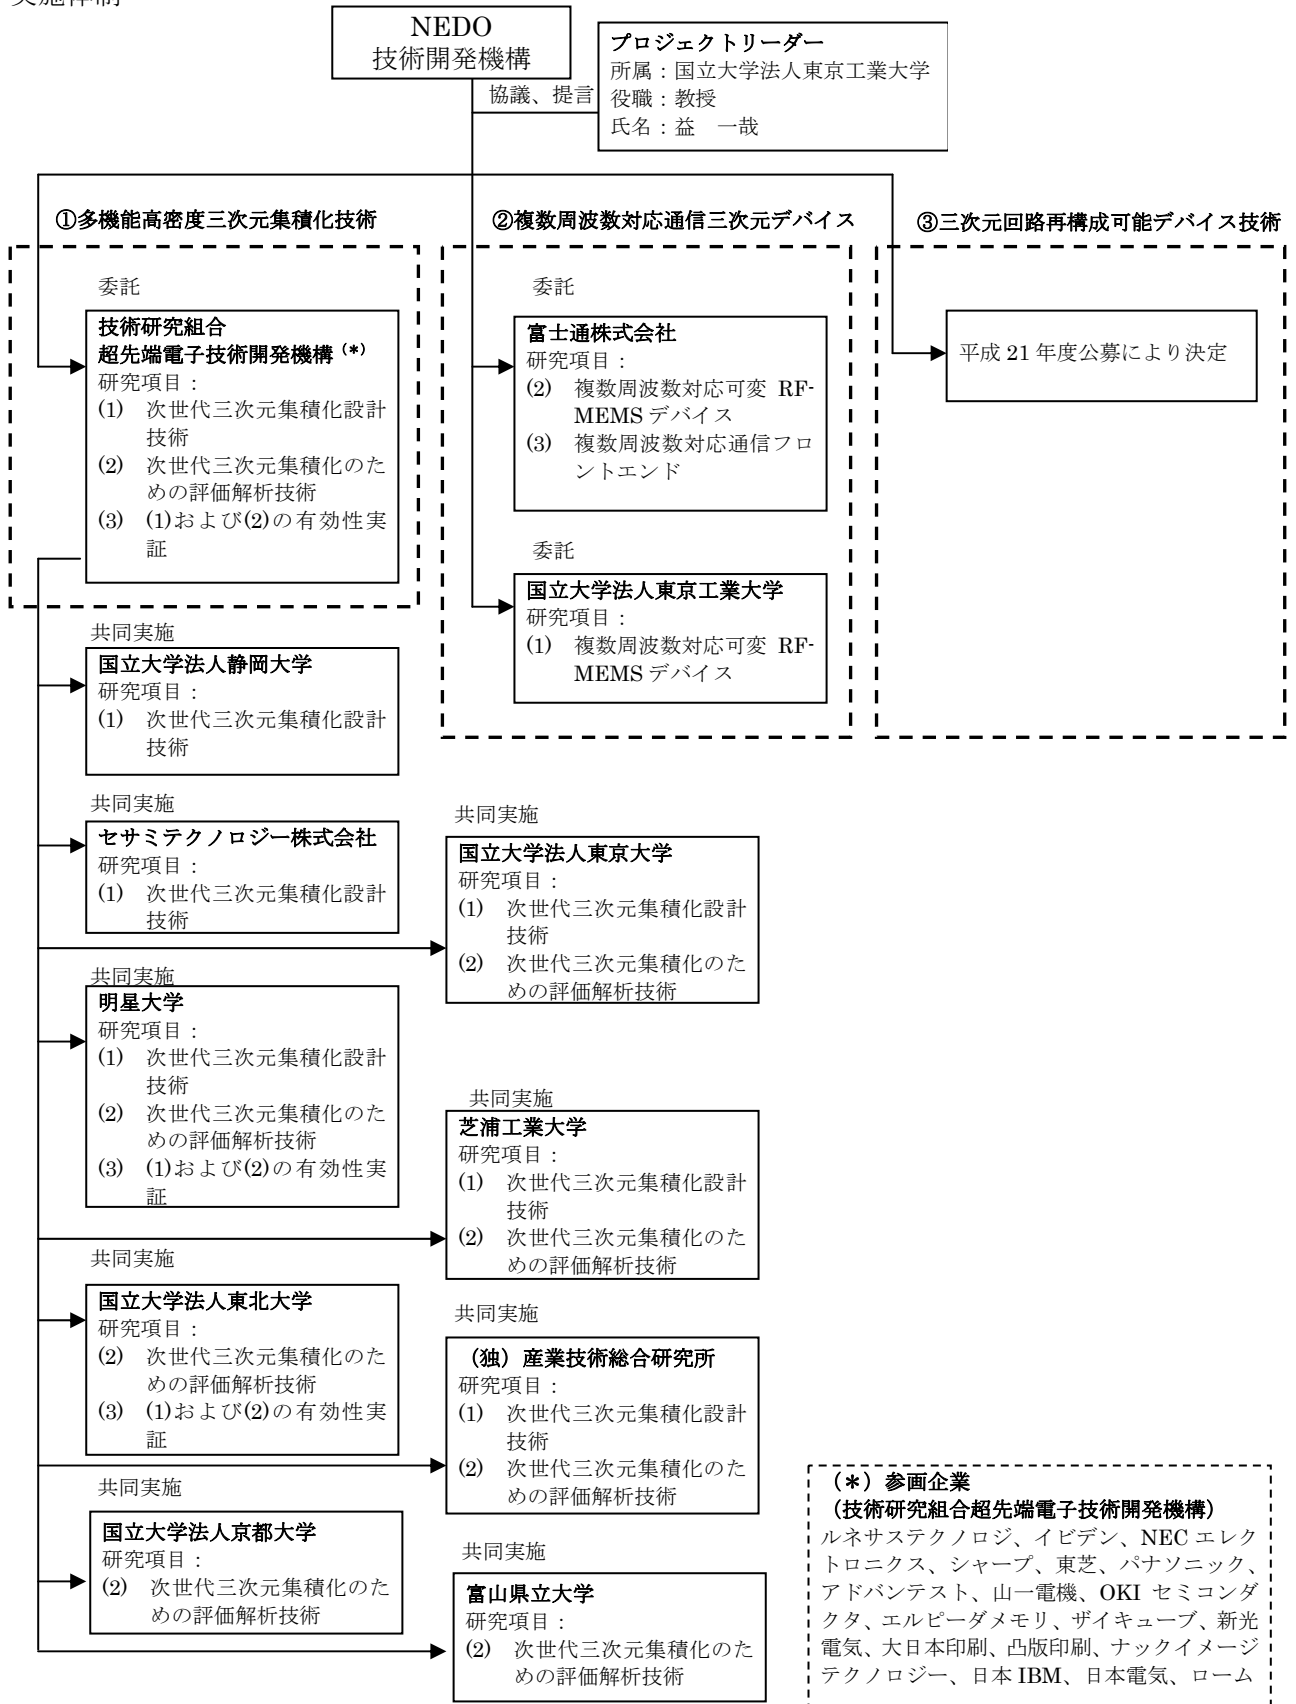 実施体制
NEDO
技術開発機構
プロジェクトリーダー
所属：国立大学法人東京工業大学
役職：教授
氏名：益　一哉
協議、提言
①多機能高密度三次元集積化技術
委託
技術研究組合
超先端電子技術開発機構（*）
研究項目：
(1)　次世代三次元集積化設計
技術
(2)　次世代三次元集積化のた
めの評価解析技術
(3)　(1)および(2)の有効性実
証
②複数周波数対応通信三次元デバイス
委託
富士通株式会社
研究項目：
(2)　複数周波数対応可変 RF-
MEMS デバイス
(3)　複数周波数対応通信フロ
ントエンド
委託
国立大学法人東京工業大学
研究項目：
(1)　複数周波数対応可変 RF-
MEMS デバイス
③三次元回路再構成可能デバイス技術
平成 21 年度公募により決定
共同実施
国立大学法人静岡大学
研究項目：
(1)　次世代三次元集積化設計
技術
共同実施
セサミテクノロジー株式会社
研究項目：
(1)　次世代三次元集積化設計
技術
共同実施
国立大学法人東京大学
研究項目：
(1)　次世代三次元集積化設計
技術
(2)　次世代三次元集積化のた
めの評価解析技術
共同実施
明星大学
研究項目：
(1)　次世代三次元集積化設計
技術
(2)　次世代三次元集積化のた
めの評価解析技術
(3)　(1)および(2)の有効性実
証
共同実施
芝浦工業大学
研究項目：
(1)　次世代三次元集積化設計
技術
(2)　次世代三次元集積化のた
めの評価解析技術
共同実施
国立大学法人東北大学
研究項目：
(2)　次世代三次元集積化のた
めの評価解析技術
(3)　(1)および(2)の有効性実
証
共同実施
（独）産業技術総合研究所
研究項目：
(1)　次世代三次元集積化設計
技術
(2)　次世代三次元集積化のた
めの評価解析技術
共同実施
国立大学法人京都大学
研究項目：
(2)　次世代三次元集積化のた
めの評価解析技術
共同実施
富山県立大学
研究項目：
(2)　次世代三次元集積化のた
めの評価解析技術
（＊）参画企業
（技術研究組合超先端電子技術開発機構）
ルネサステクノロジ、イビデン、NEC エレク
トロニクス、シャープ、東芝、パナソニック、
アドバンテスト、山一電機、OKI セミコンダ
クタ、エルピーダメモリ、ザイキューブ、新光
電気、大日本印刷、凸版印刷、ナックイメージ
テクノロジー、日本 IBM、日本電気、ローム